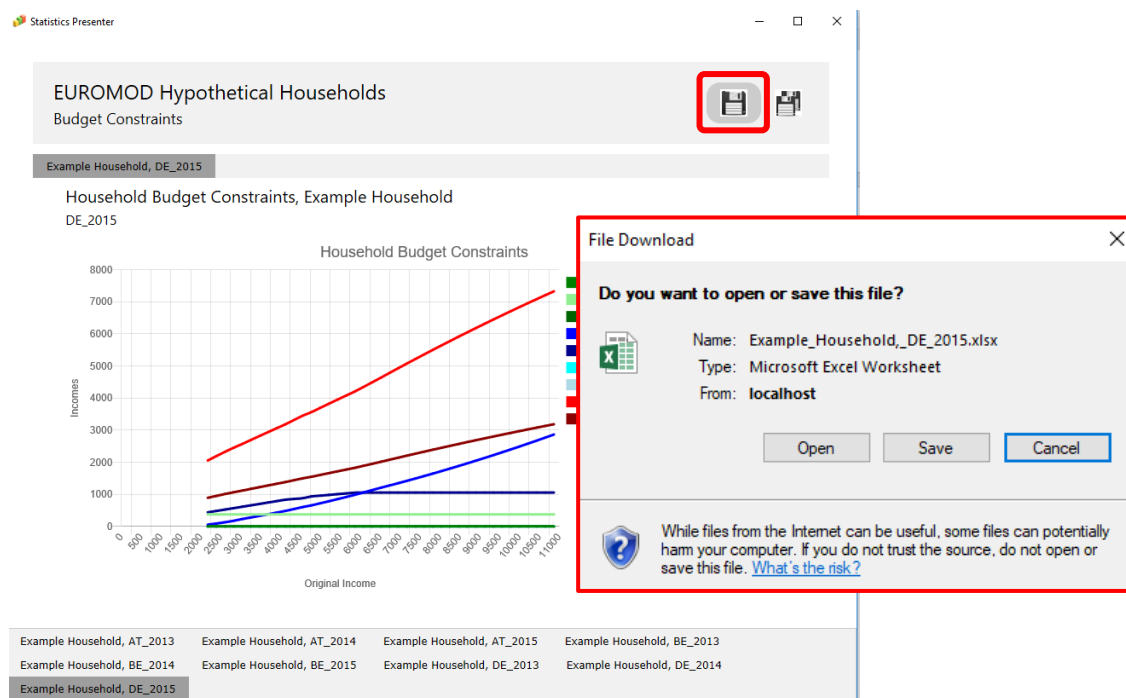 Statistics Presenter
EUROMOD Hypothetical Households
Budget Constraints
Example Household, DE_2015
Household Budget Constraints, Example Household
DE_2015
Household Budget Constraints
8000
7000
6000
5000
4000
3000
2000
1000
0
Incomes
0 500 1000 1500 2000 2500 3000 3500 4000 4500 5000 5500 6000 6500 7000 7500 8000 8500 9000 9500 10000 10500 11000
Original Income
File Download
Do you want to open or save this file?
Name: Example_Household,_DE_2015.xlsx
Type: Microsoft Excel Worksheet
From: localhost
Open Save Cancel
While files from the Internet can be useful, some files can potentially
harm your computer. If you do not trust the source, do not open or
save this file. What's the risk?
Example Household, AT_2013 Example Household, AT_2014 Example Household, AT_2015 Example Household, BE_2013
Example Household, BE_2014 Example Household, BE_2015 Example Household, DE_2013 Example Household, DE_2014
Example Household, DE_2015